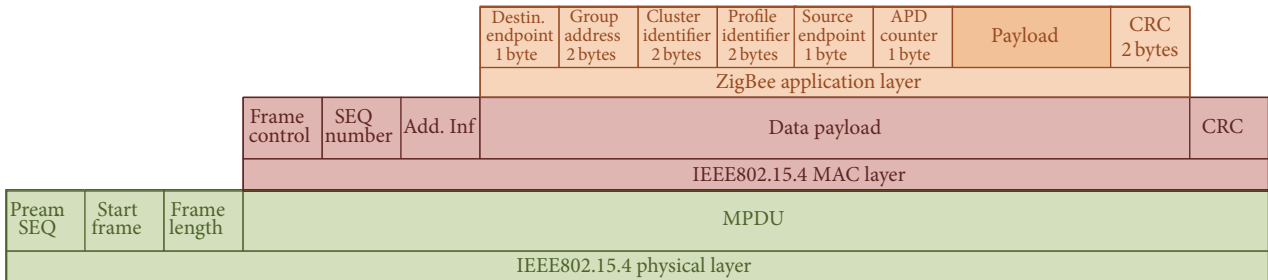 Destin. endpoint 1 byte
Group address 2 bytes
Cluster identifier 2 bytes
Profile identifier 2 bytes
Source endpoint 1 byte
APD counter 1 byte
Payload
CRC 2 bytes
ZigBee application layer
Frame control
SEQ number
Add. Inf
Data payload
CRC
IEEE802.15.4 MAC layer
Pream SEQ
Start frame
Frame length
MPDU
IEEE802.15.4 physical layer